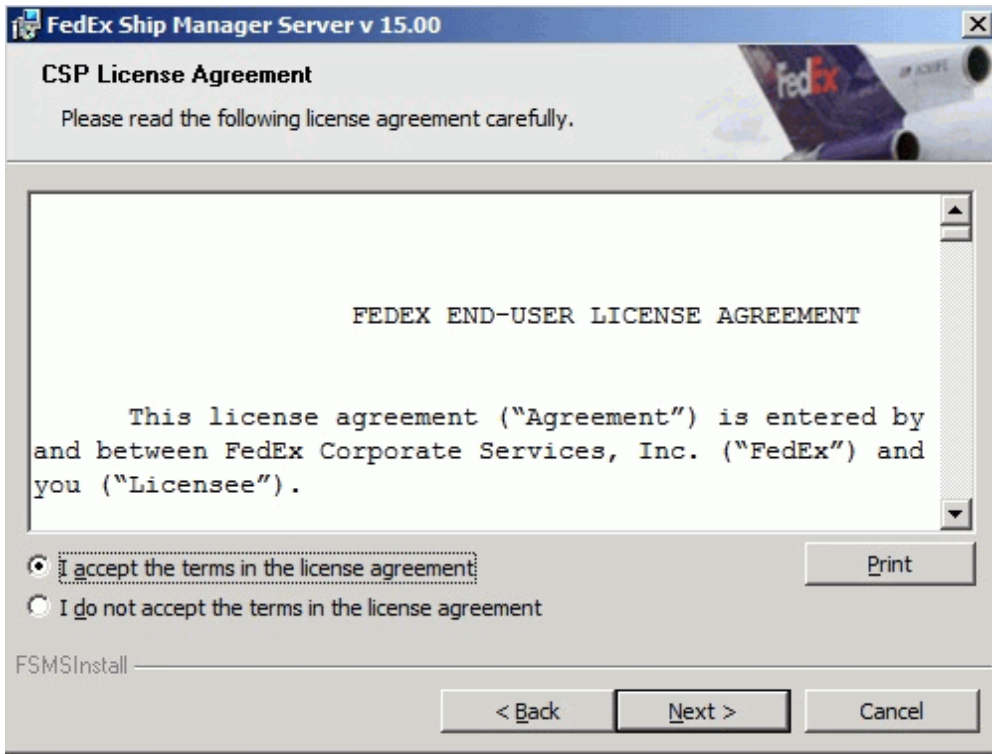 FedEx Ship Manager Server v 15.00
CSP License Agreement
Please read the following license agreement carefully.
FedEx
FEDEX END-USER LICENSE AGREEMENT
This license agreement (“Agreement”) is entered by
and between FedEx Corporate Services, Inc. (“FedEx”) and
you (“Licensee”).
I accept the terms in the license agreement
Print
I do not accept the terms in the license agreement
FSMSInstall
< Back
Next >
Cancel